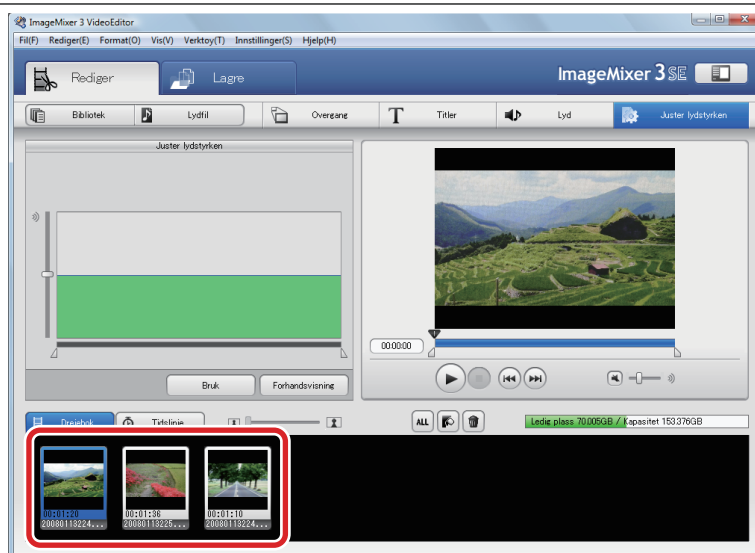 ImageMixer 3 VideoEditor
Fil(F) Rediger(E) Format(O) Vis(V) Verktoy(T) Innstillinger(S) Hjelp(H)
Rediger Lagre ImageMixer 3 SE
Bibliotek Lydfil Overgang T Titler Lyd Juster lydstyrken
Juster lydstyrken
00:00:00
Bruk Forhandsvisning
Dreiebok Tidslinje ALL Ledig plass 70.005GB / Kapasitet 153.376GB
00:01:20 00:01:36 00:01:10
20080113224... 20080113225... 20080113224...